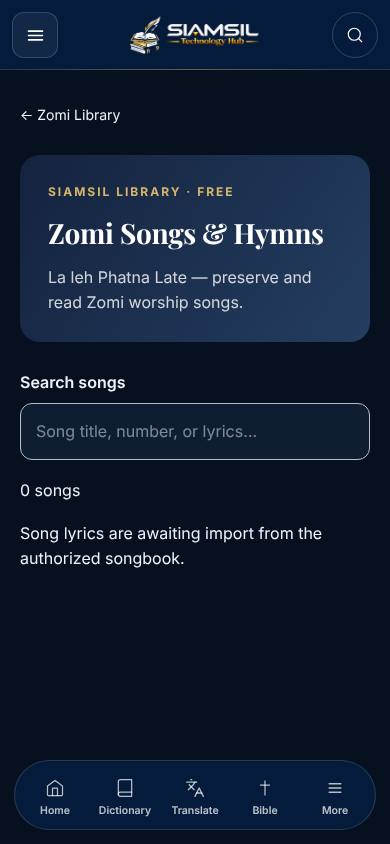 SIAMSIL
Technology Hub
← Zomi Library
SIAMSIL LIBRARY · FREE
Zomi Songs & Hymns
La leh Phatna Late — preserve and
read Zomi worship songs.
Search songs
Song title, number, or lyrics...
0 songs
Song lyrics are awaiting import from the
authorized songbook.
Home Dictionary Translate Bible More